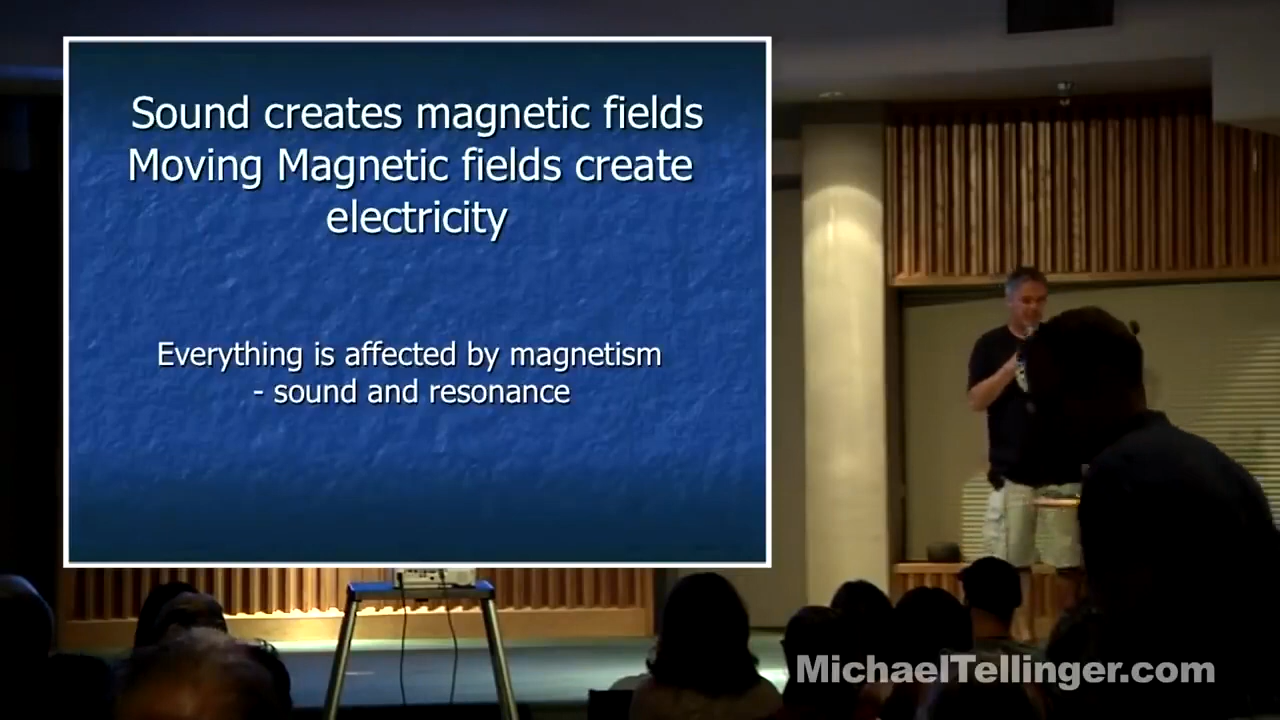 Sound creates magnetic fields
Moving Magnetic fields create
electricity
Everything is affected by magnetism
- sound and resonance
MichaelTellinger.com